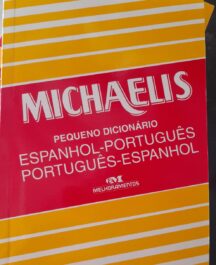 MICHAELIS
PEQUENO DICIONÁRIO
ESPANHOL-PORTUGUÊS
PORTUGUÊS-ESPANHOL
MELHORAMENTOS